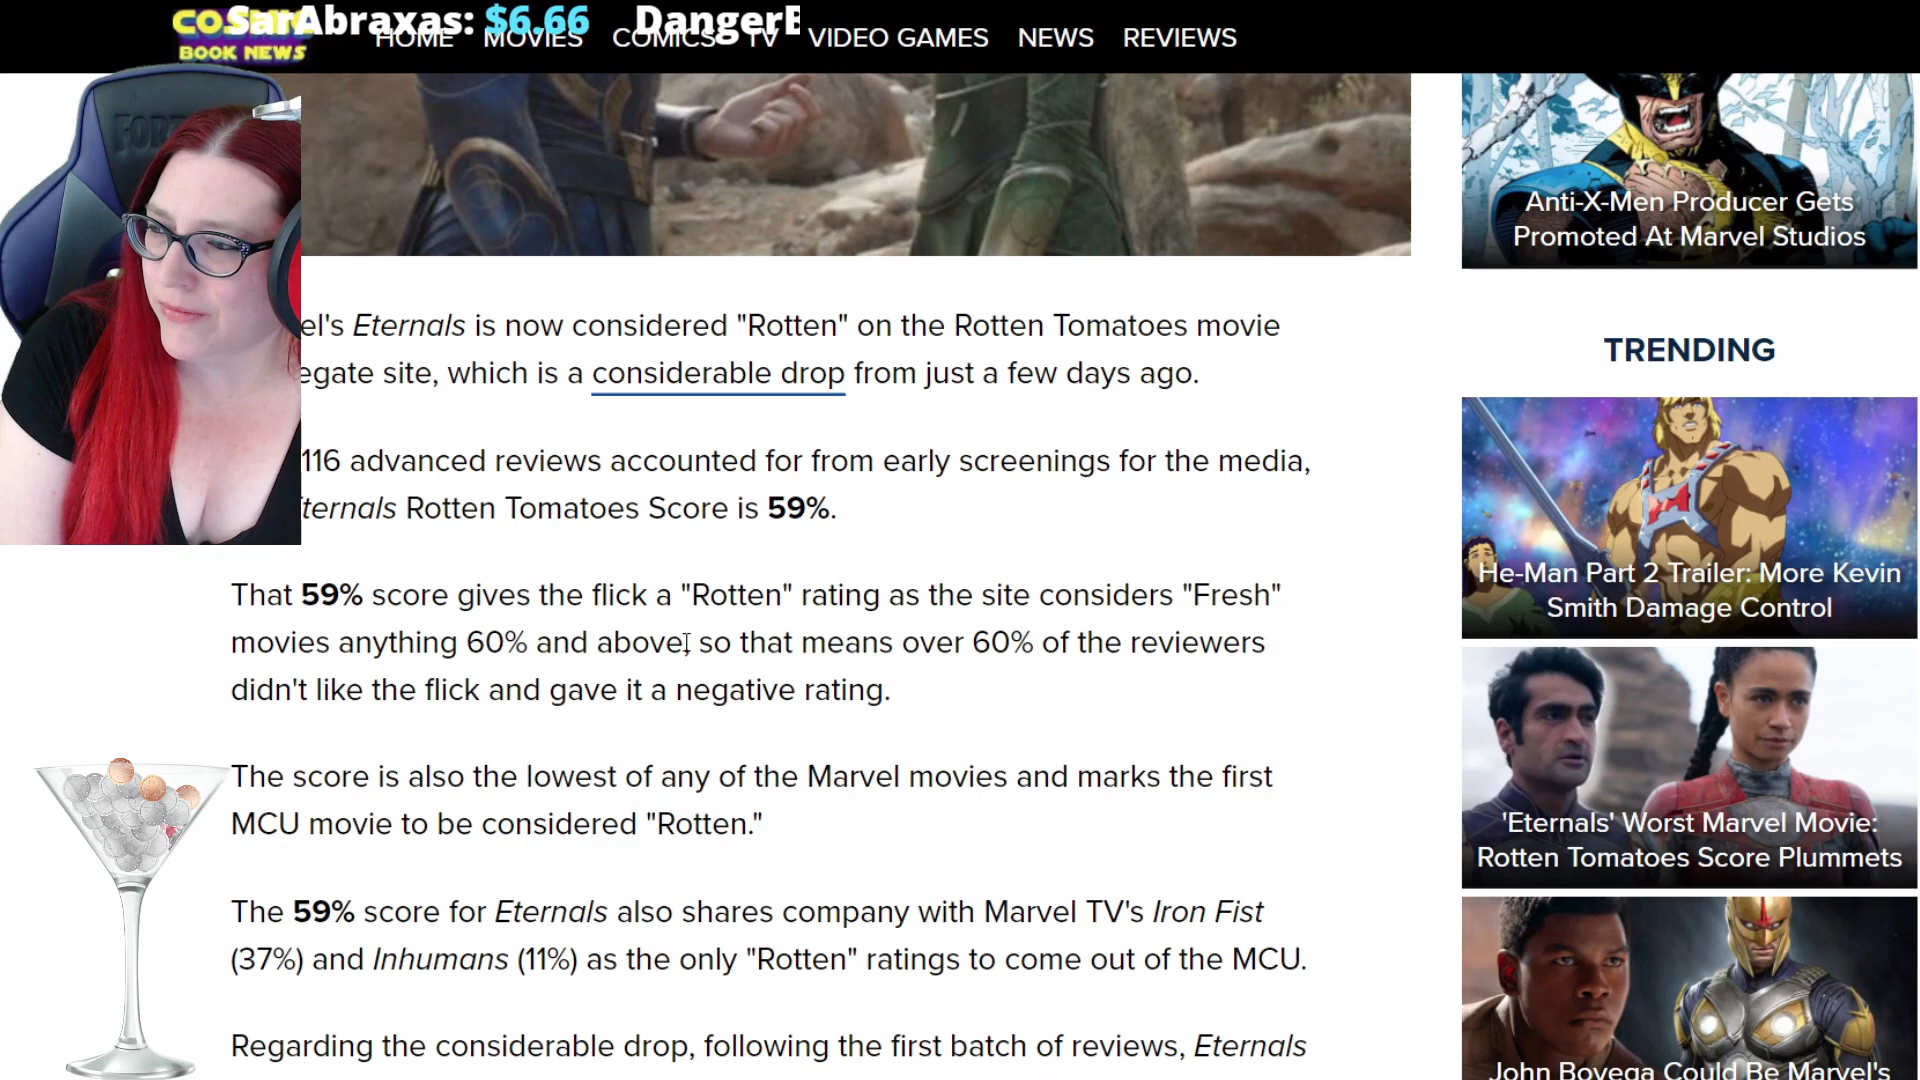 SarAbraxas: $6.66
COSMIC
BOOK NEWS
HOME MOVIES COMICS TV VIDEO GAMES NEWS REVIEWS
el's Eternals is now considered "Rotten" on the Rotten Tomatoes movie
egate site, which is a considerable drop from just a few days ago.
116 advanced reviews accounted for from early screenings for the media,
ternals Rotten Tomatoes Score is 59%.
That 59% score gives the flick a "Rotten" rating as the site considers "Fresh"
movies anything 60% and above, so that means over 60% of the reviewers
didn't like the flick and gave it a negative rating.
The score is also the lowest of any of the Marvel movies and marks the first
MCU movie to be considered "Rotten."
The 59% score for Eternals also shares company with Marvel TV's Iron Fist
(37%) and Inhumans (11%) as the only "Rotten" ratings to come out of the MCU.
Regarding the considerable drop, following the first batch of reviews, Eternals
Anti-X-Men Producer Gets
Promoted At Marvel Studios
TRENDING
He-Man Part 2 Trailer: More Kevin
Smith Damage Control
'Eternals' Worst Marvel Movie:
Rotten Tomatoes Score Plummets
John Boyega Could Be Marvel's